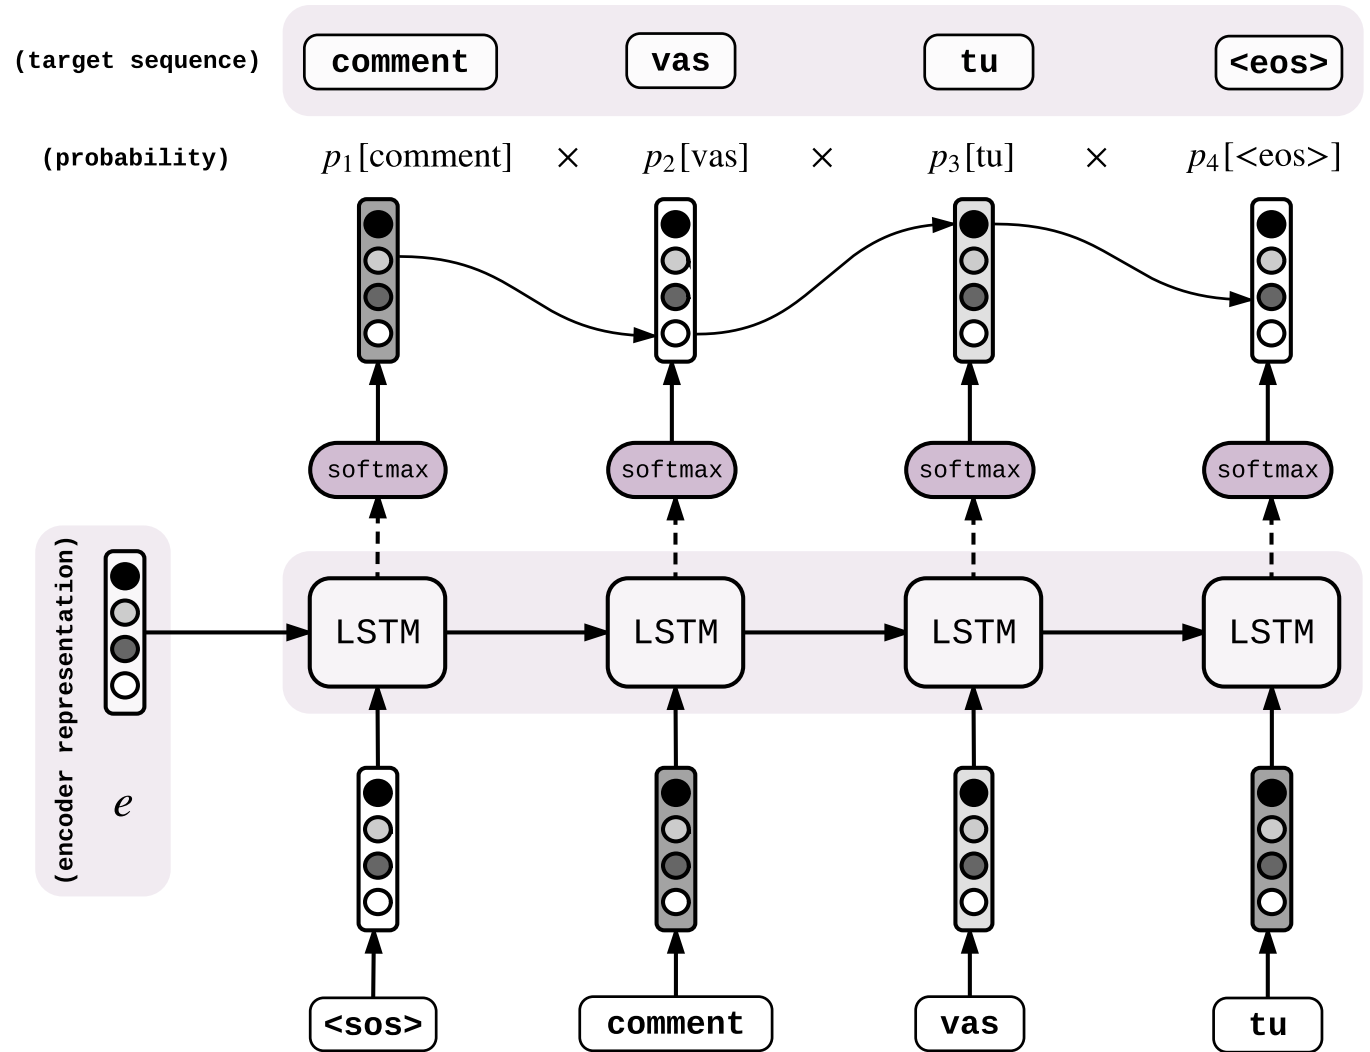 (target sequence) comment vas tu <eos>
(probability) p₁[comment] × p₂[vas] × p₃[tu] × p₄[<eos>]
softmax softmax softmax softmax
(encoder representation)
LSTM LSTM LSTM LSTM
e
<sos> comment vas tu